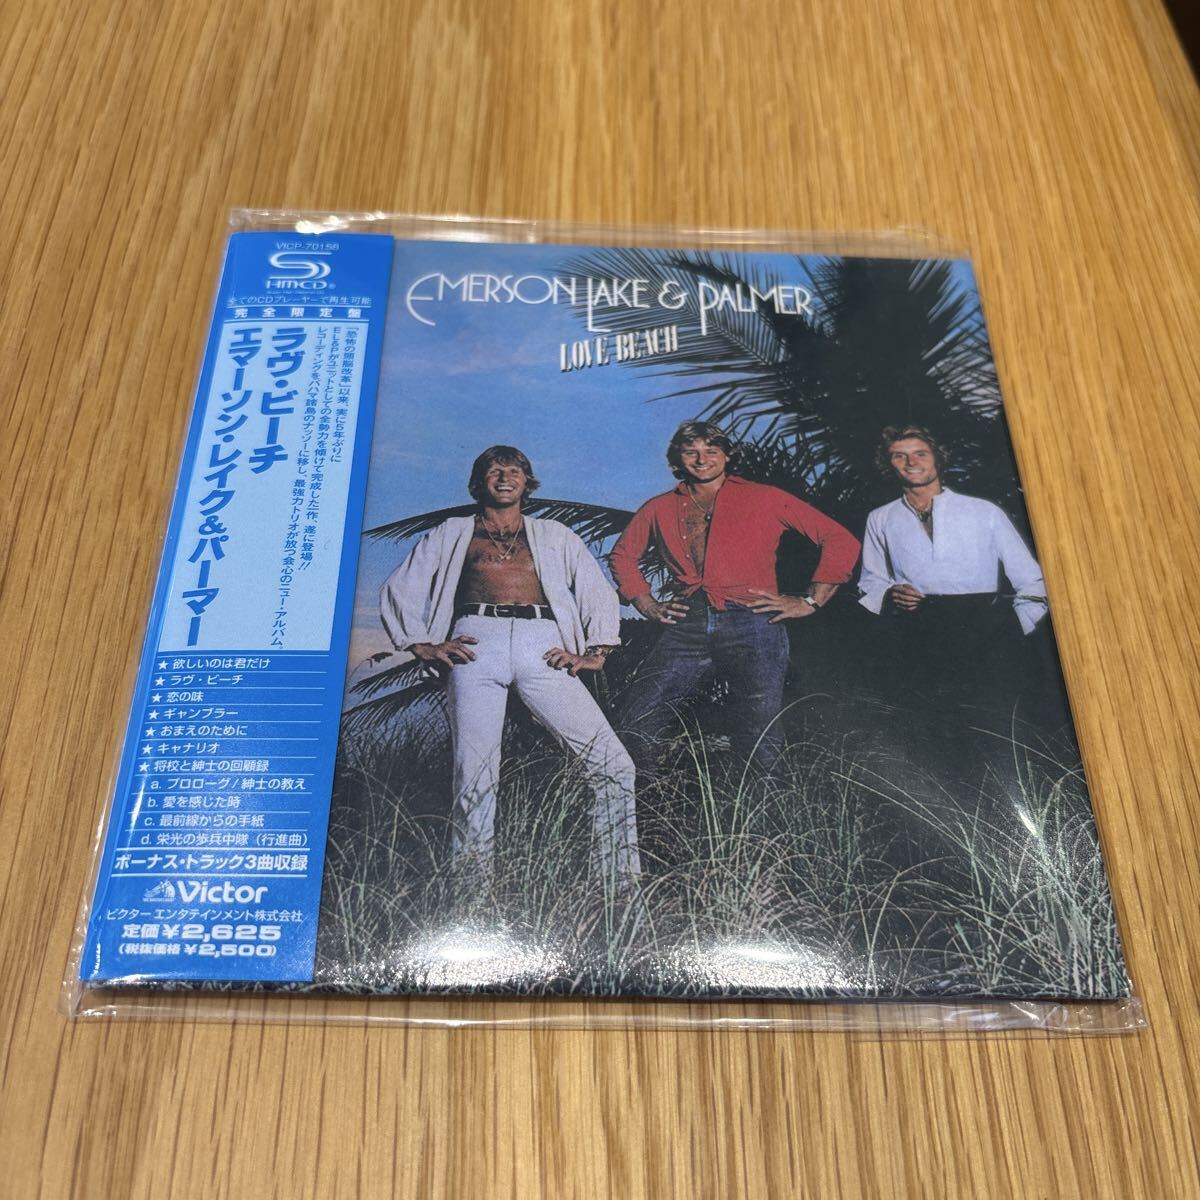 VICP-70158
SHM-CD®
全てのCDプレーヤーで再生可能
完全限定盤
ラヴ・ビーチ
エマーソン・レイク&パーマー
『恐怖の頭脳改革』以来、実に5年ぶりに
EL&Pがユニットとしての全勢力を傾けて完成した一作、遂に登場!!
レコーディングをバハマ諸島のナッソーに移し、最強力トリオが放つ会心のニュー・アルバム。
★ 欲しいのは君だけ
★ ラヴ・ビーチ
★ 恋の味
★ ギャンブラー
★ おまえのために
★ キャナリオ
★ 将校と紳士の回顧録
a. プロローグ/紳士の教え
b. 愛を感じた時
c. 最前線からの手紙
d. 栄光の歩兵中隊（行進曲）
ボーナス・トラック3曲収録
Victor
ビクターエンタテインメント株式会社
定価¥2,625
(税抜価格 ¥2,500)
EMERSON LAKE & PALMER
LOVE BEACH